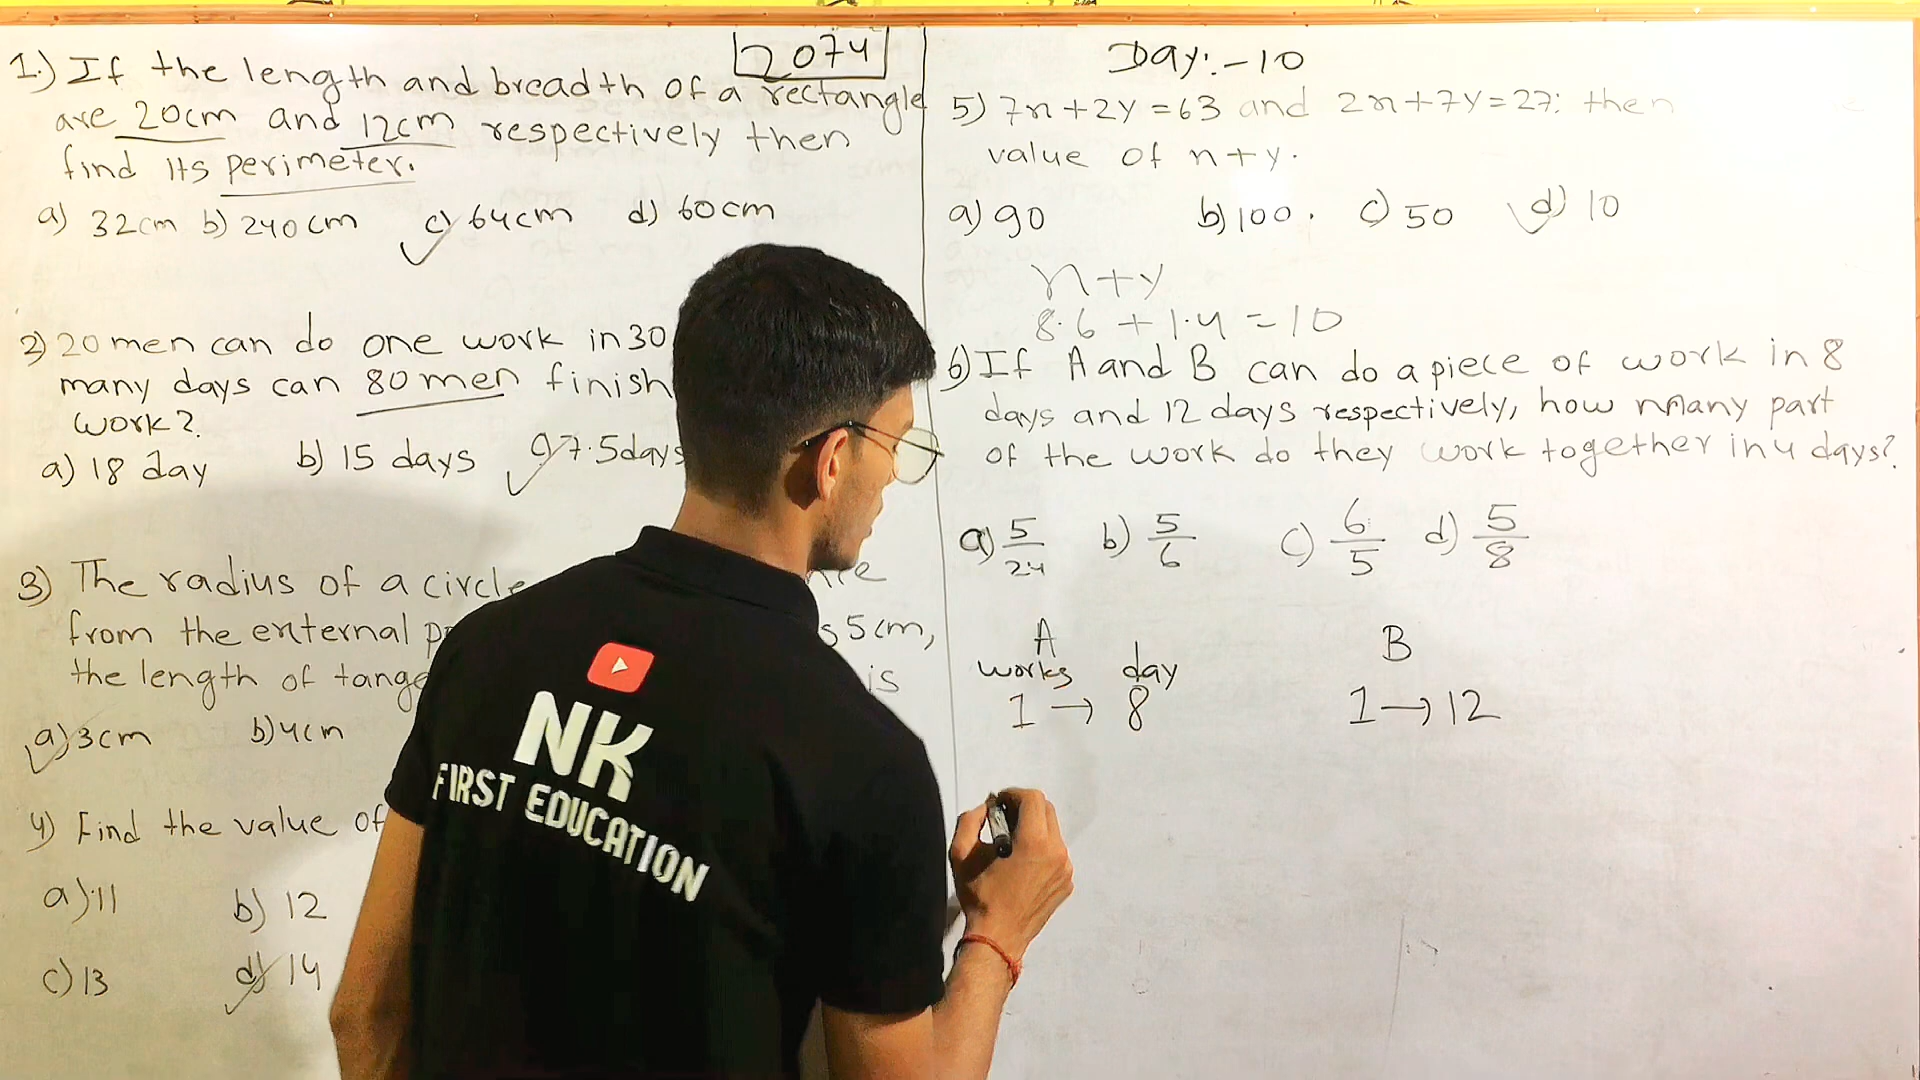 2074
1.) If the length and breadth of a rectangle
are 20cm and 12cm respectively then
find its perimeter.
a) 32cm b) 240cm c) 64cm d) 60cm
2) 20 men can do one work in 30
many days can 80 men finish
work?
a) 18 day b) 15 days c) 7.5days
3) The radius of a circle
from the external 5cm,
the length of is
a) 3cm b) 4cm
4) Find the value of
a) 11 b) 12
c) 13 d) 14
Day:-10
5) 7x+2y=63 and 2x+7y=27: then
value of x+y.
a) 90 b) 100. c) 50 d) 10
x+y
8.6 + 1.4 = 10
6) If A and B can do a piece of work in 8
days and 12 days respectively, how many part
of the work do they work together in 4 days?
a) 5/24 b) 5/6 c) 6/5 d) 5/8
A B
works day
1 → 8 1 → 12
NK
FIRST EDUCATION